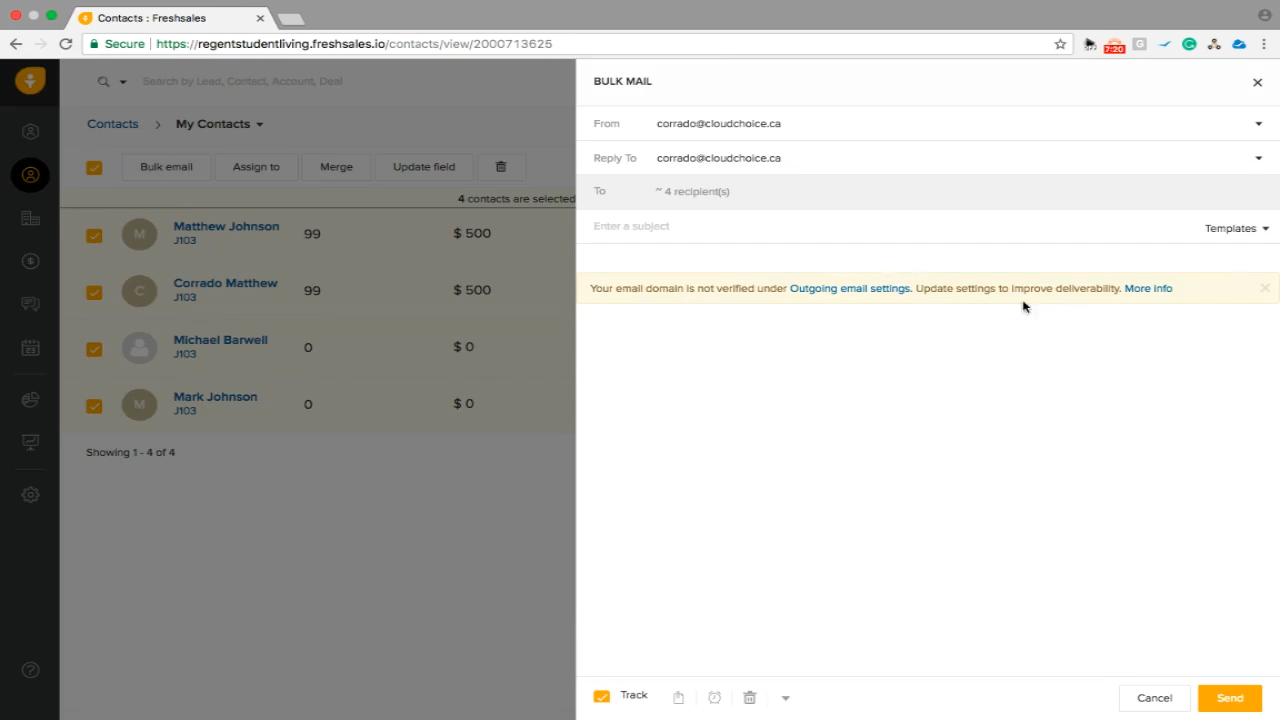 Contacts : Freshsales
Secure https://regentstudentliving.freshsales.io/contacts/view/2000713625
7:20
G
Search by Lead, Contact, Account, Deal
Contacts > My Contacts
Bulk email Assign to Merge Update field
4 contacts are selected
M Matthew Johnson 99 $ 500
J103
C Corrado Matthew 99 $ 500
J103
Michael Barwell 0 $ 0
J103
M Mark Johnson 0 $ 0
J103
Showing 1 - 4 of 4
BULK MAIL
From corrado@cloudchoice.ca
Reply To corrado@cloudchoice.ca
To ~ 4 recipient(s)
Enter a subject Templates
Your email domain is not verified under Outgoing email settings. Update settings to improve deliverability. More info
Track Cancel Send